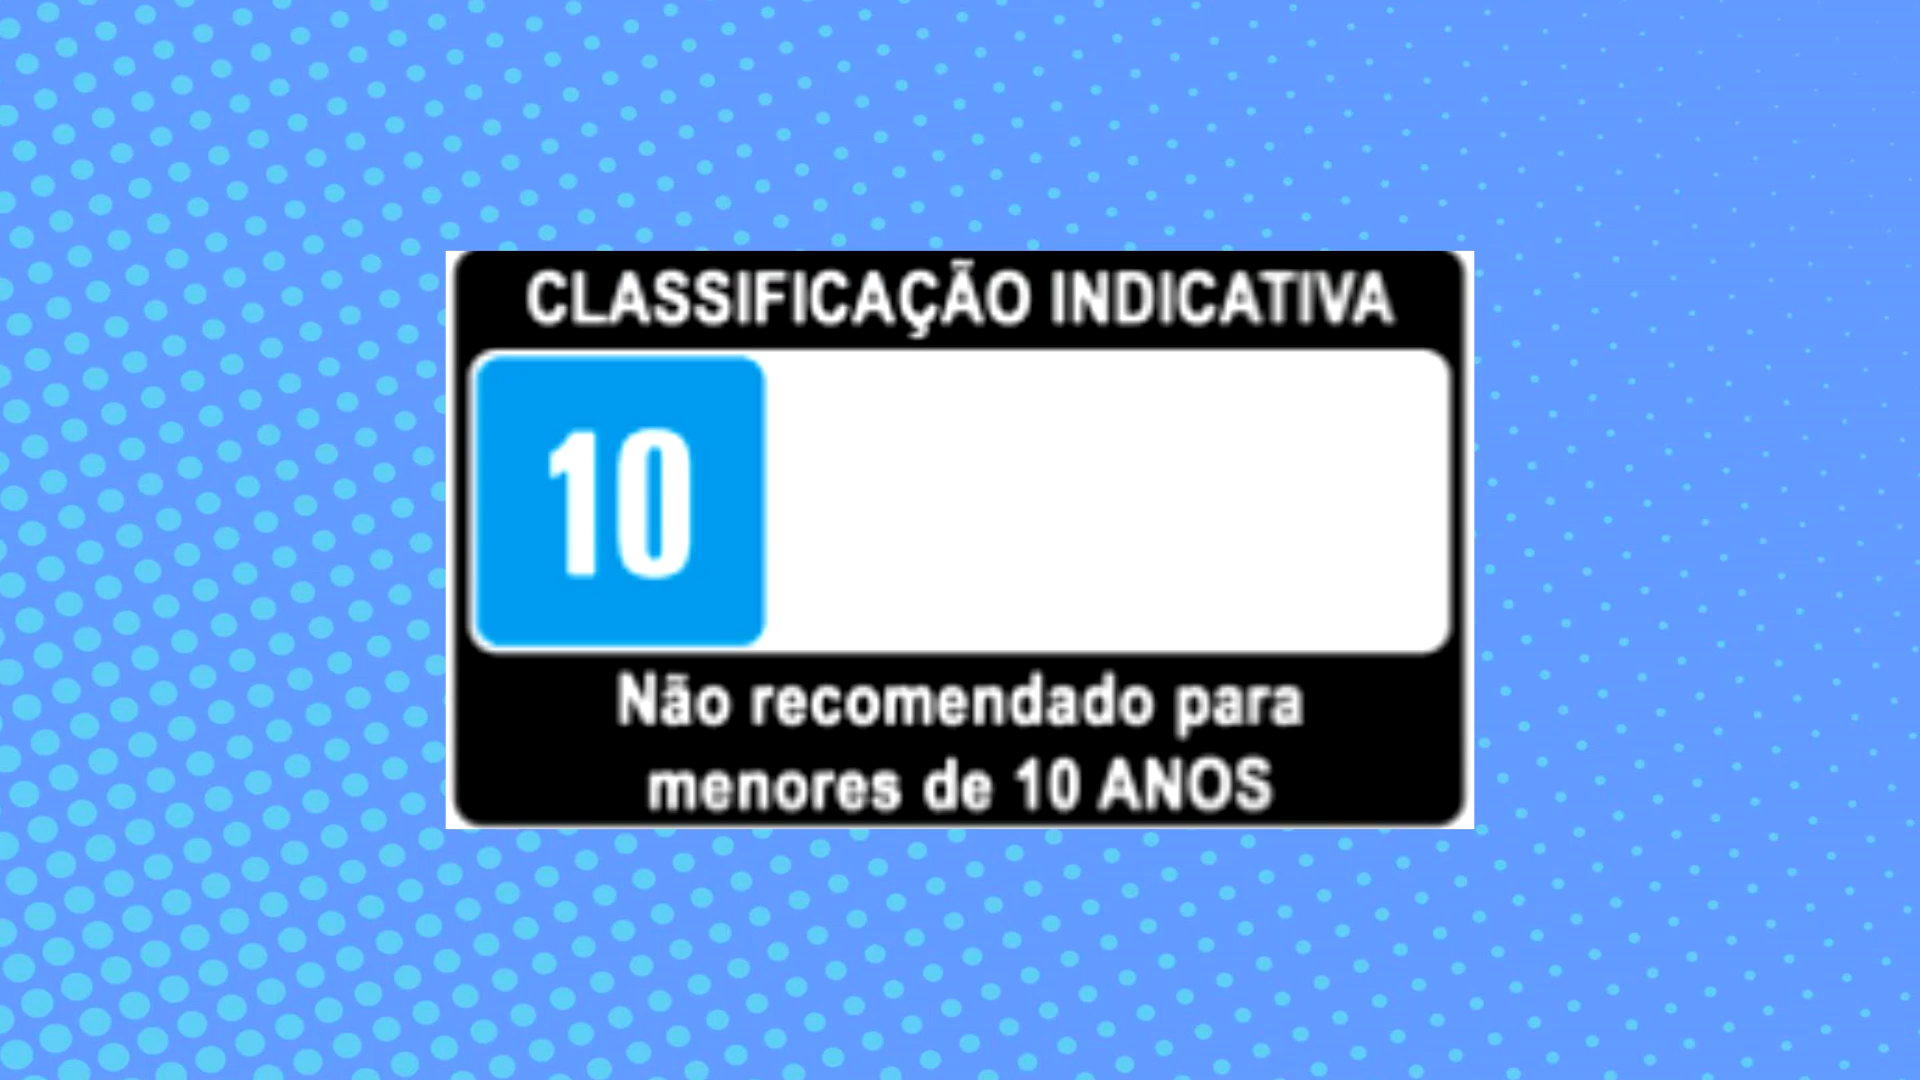 CLASSIFICAÇÃO INDICATIVA
10
Não recomendado para
menores de 10 ANOS